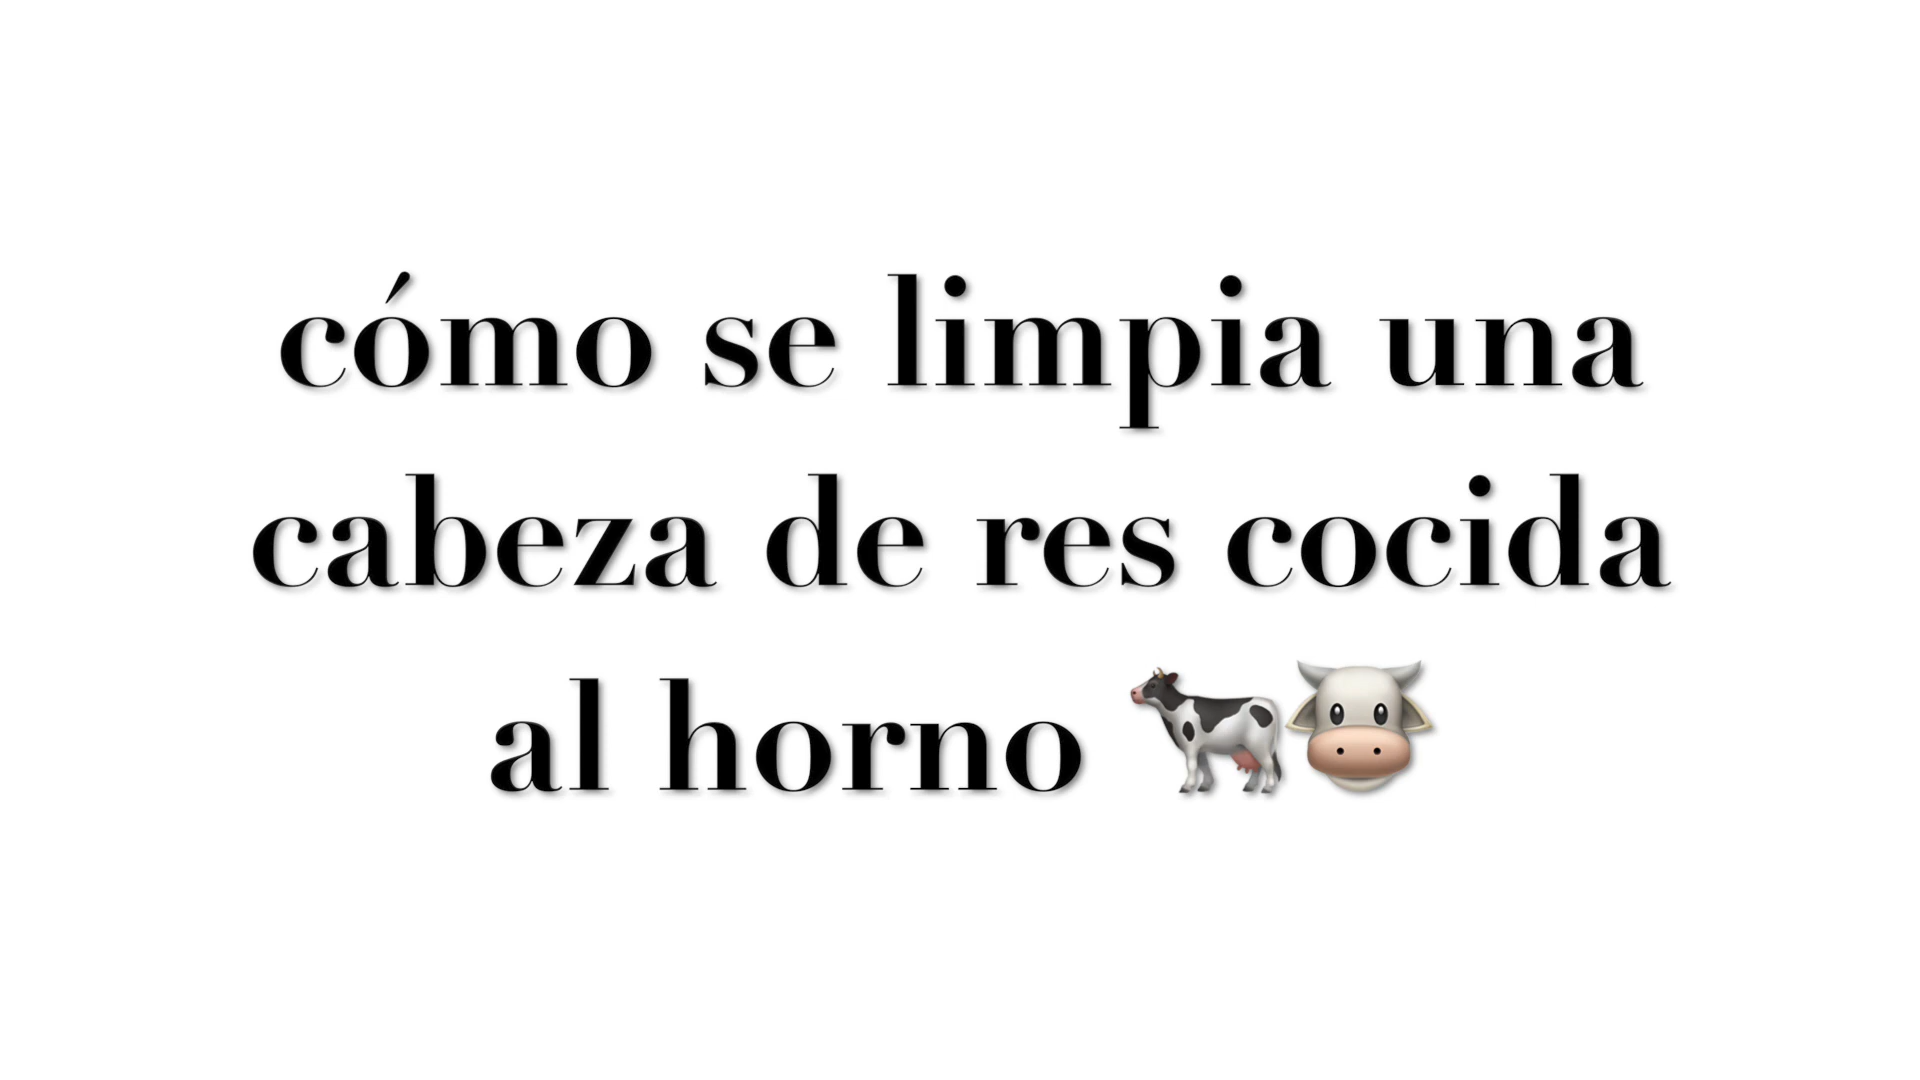 cómo se limpia una
cabeza de res cocida
al horno 🐄🐮